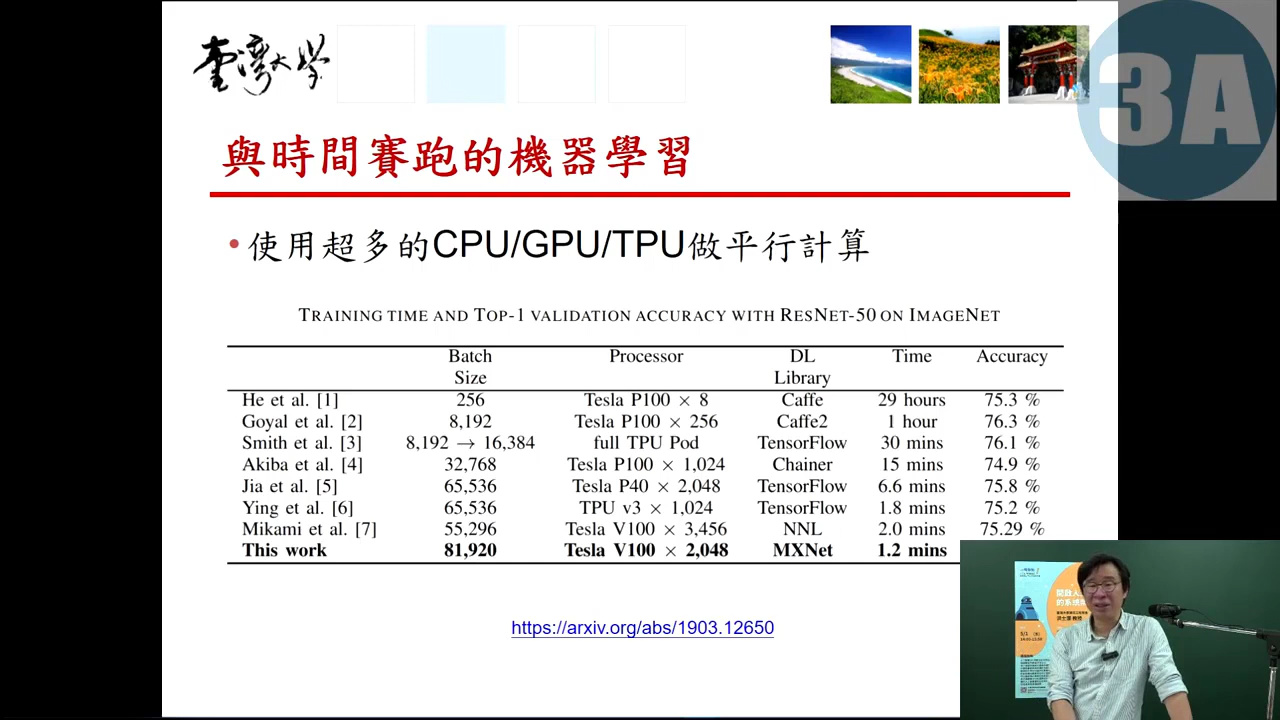 臺灣大學
3A
與時間賽跑的機器學習
•使用超多的CPU/GPU/TPU做平行計算
TRAINING TIME AND TOP-1 VALIDATION ACCURACY WITH RESNET-50 ON IMAGENET
Batch Size Processor DL Library Time Accuracy
He et al. [1] 256 Tesla P100 × 8 Caffe 29 hours 75.3 %
Goyal et al. [2] 8,192 Tesla P100 × 256 Caffe2 1 hour 76.3 %
Smith et al. [3] 8,192 → 16,384 full TPU Pod TensorFlow 30 mins 76.1 %
Akiba et al. [4] 32,768 Tesla P100 × 1,024 Chainer 15 mins 74.9 %
Jia et al. [5] 65,536 Tesla P40 × 2,048 TensorFlow 6.6 mins 75.8 %
Ying et al. [6] 65,536 TPU v3 × 1,024 TensorFlow 1.8 mins 75.2 %
Mikami et al. [7] 55,296 Tesla V100 × 3,456 NNL 2.0 mins 75.29 %
This work 81,920 Tesla V100 × 2,048 MXNet 1.2 mins
https://arxiv.org/abs/1903.12650
開啟人
的系統